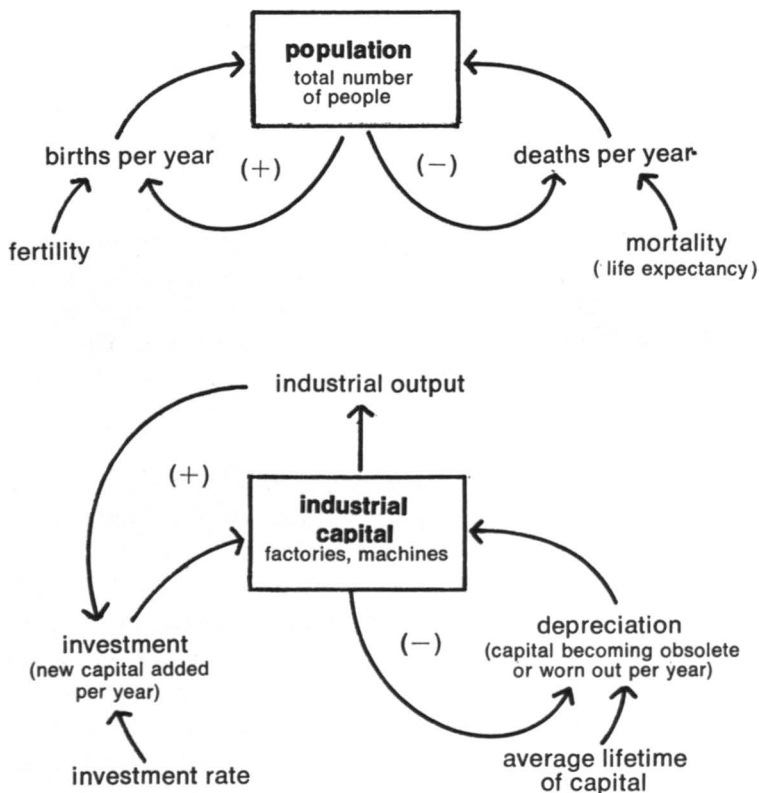 population
total number
of people
births per year
(+)
(−)
deaths per year
fertility
mortality
( life expectancy)
industrial output
(+)
industrial
capital
factories, machines
investment
(new capital added
per year)
(−)
depreciation
(capital becoming obsolete
or worn out per year)
investment rate
average lifetime
of capital